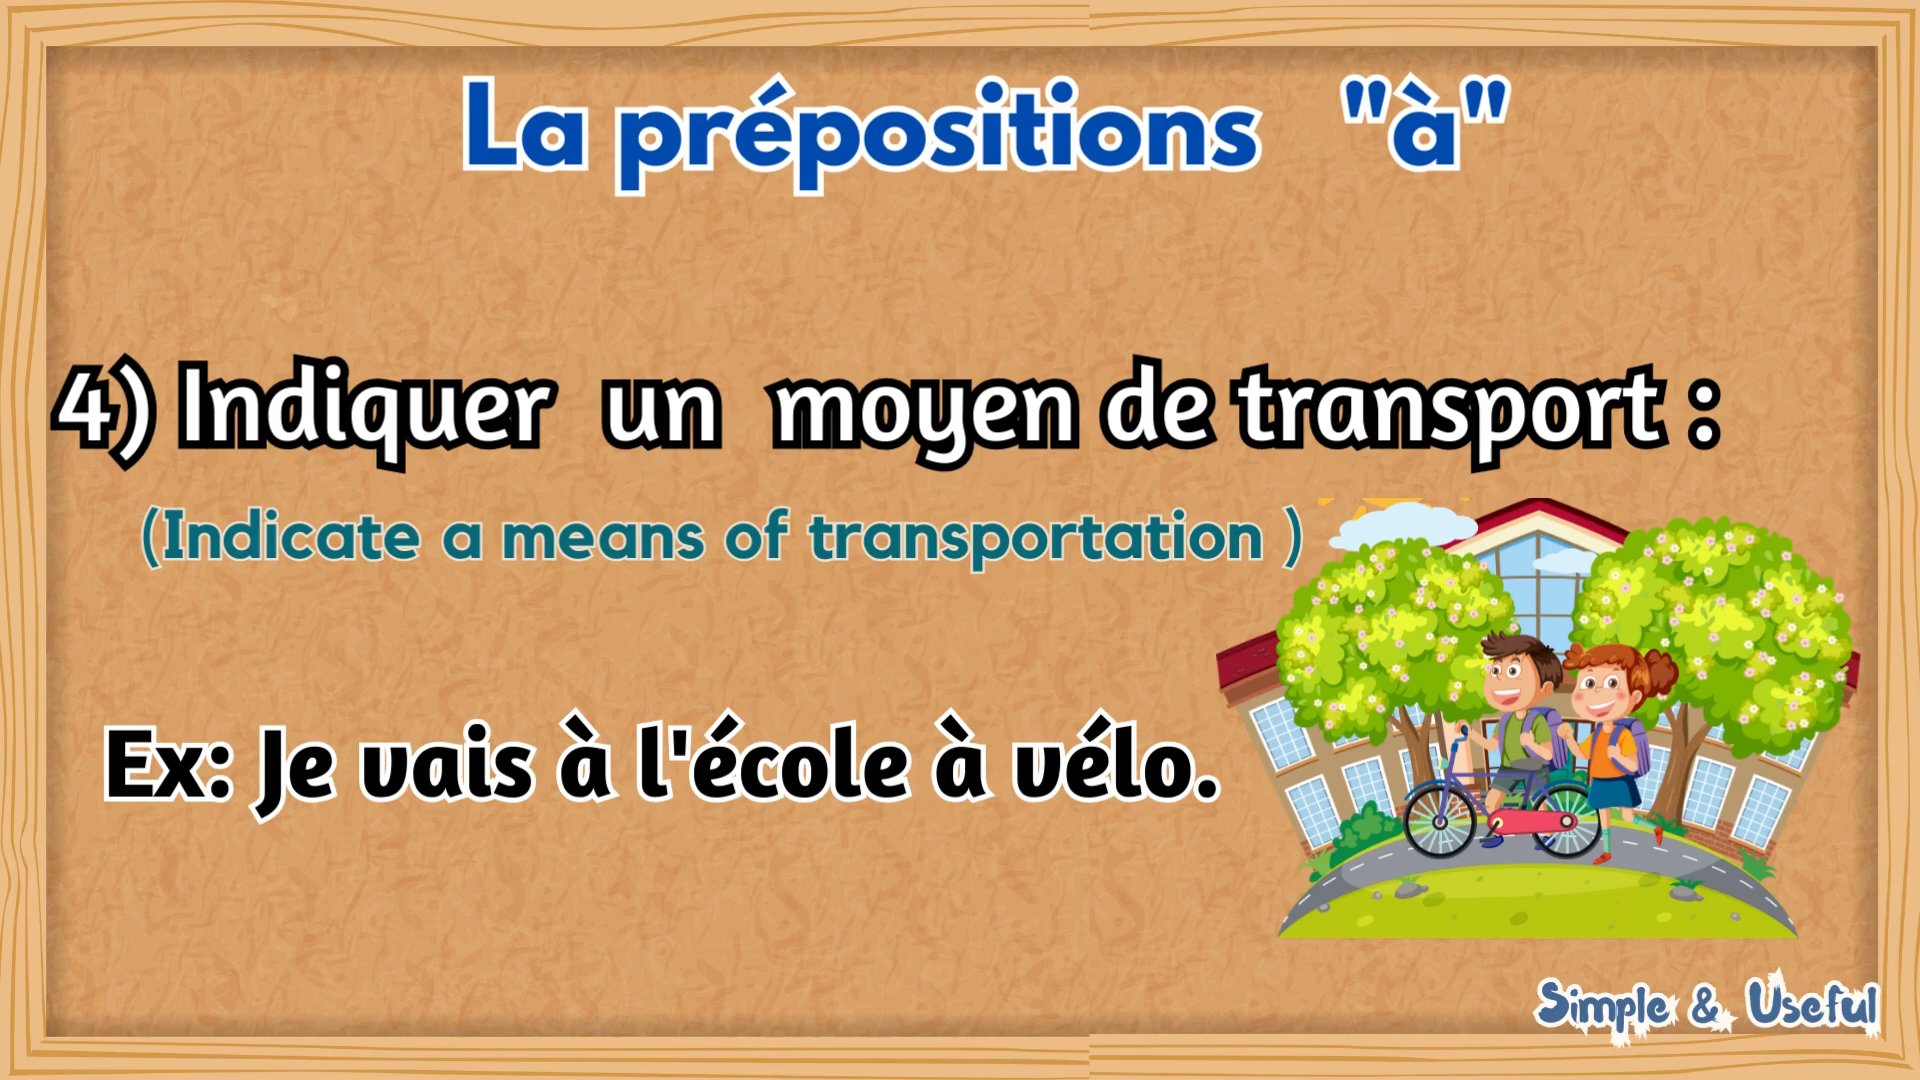 La prépositions "à"
4) Indiquer un moyen de transport :
(Indicate a means of transportation )
Ex: Je vais à l'école à vélo.
Simple & Useful